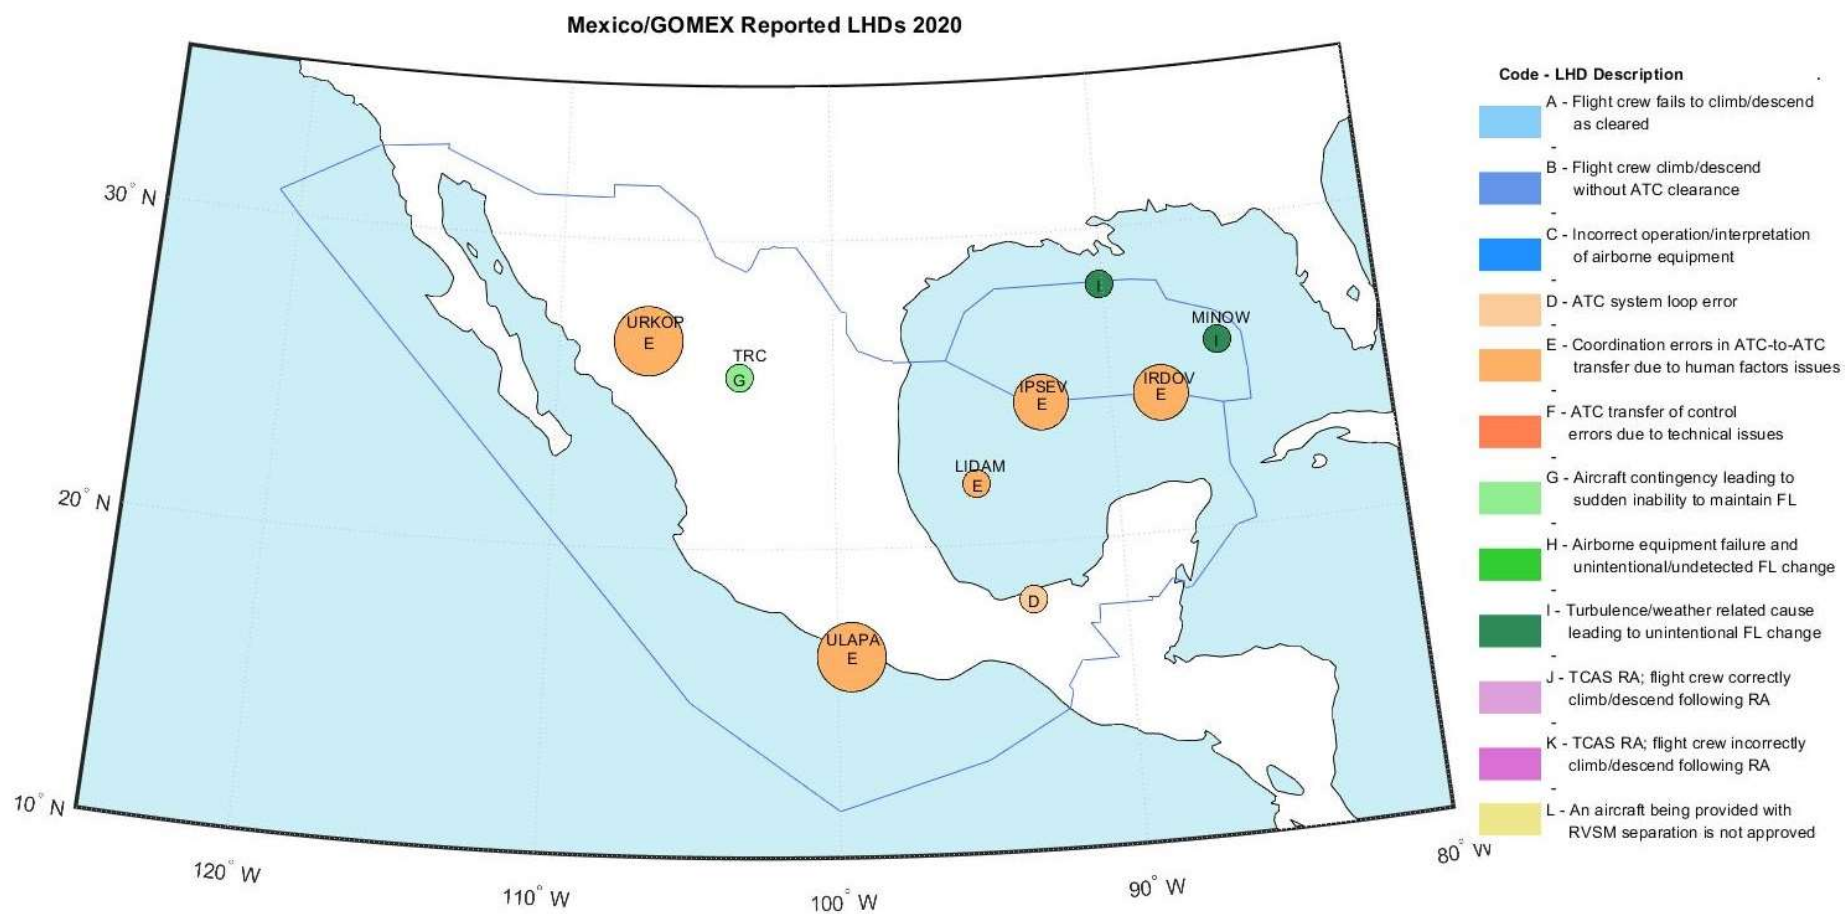 Mexico/GOMEX Reported LHDs 2020
30° N
20° N
10° N
120° W
110° W
100° W
90° W
80° W
URKOP
E
TRC
G
I
MINOW
I
IPSEV
E
IRDOV
E
LIDAM
E
D
ULAPA
E
Code - LHD Description .
A - Flight crew fails to climb/descend
as cleared
-
B - Flight crew climb/descend
without ATC clearance
-
C - Incorrect operation/interpretation
of airborne equipment
-
D - ATC system loop error
-
E - Coordination errors in ATC-to-ATC
transfer due to human factors issues
-
F - ATC transfer of control
errors due to technical issues
-
G - Aircraft contingency leading to
sudden inability to maintain FL
-
H - Airborne equipment failure and
unintentional/undetected FL change
-
I - Turbulence/weather related cause
leading to unintentional FL change
-
J - TCAS RA; flight crew correctly
climb/descend following RA
-
K - TCAS RA; flight crew incorrectly
climb/descend following RA
-
L - An aircraft being provided with
RVSM separation is not approved